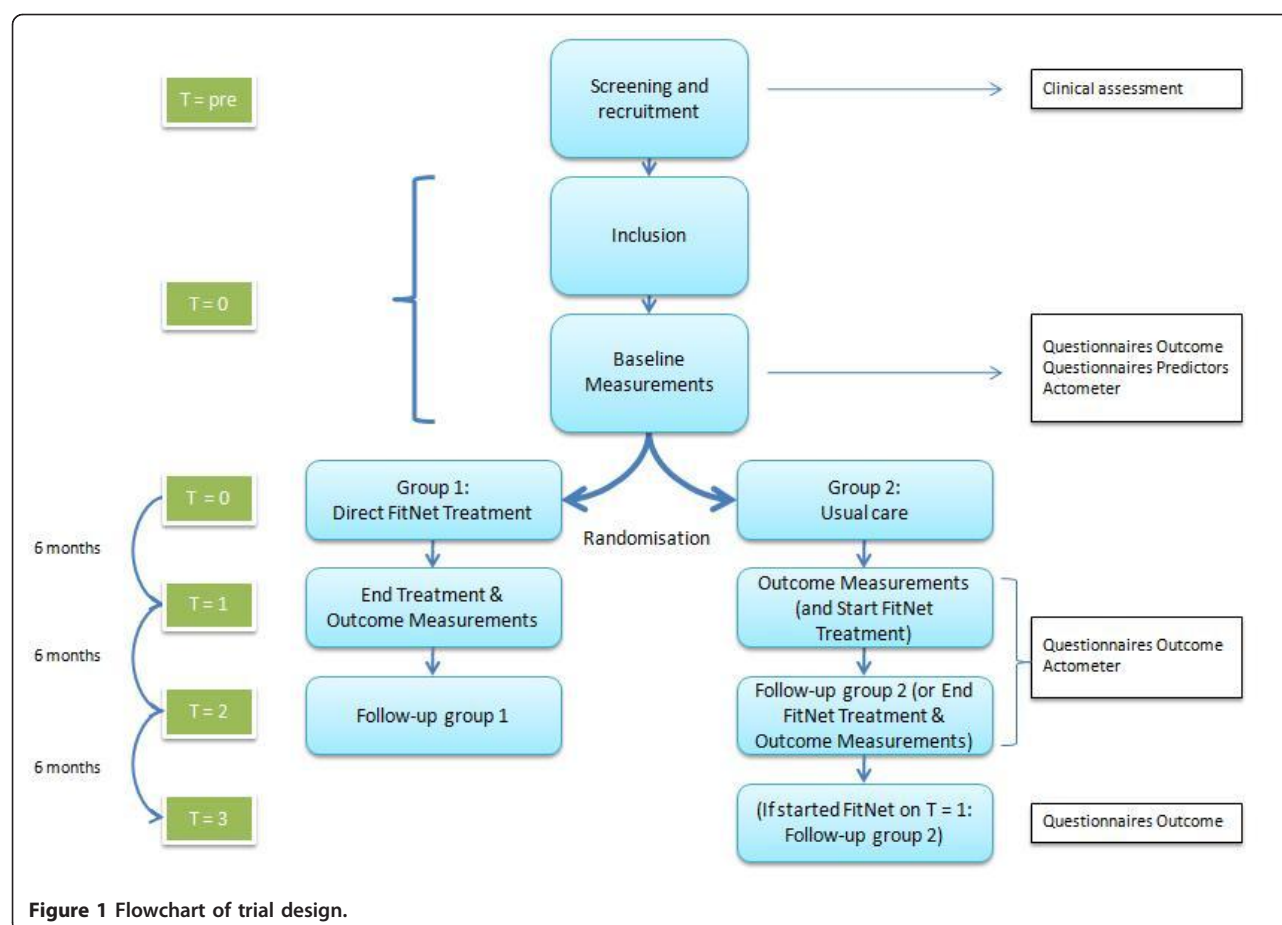 T = pre
Screening and
recruitment
Clinical assessment
Inclusion
T = 0
Baseline
Measurements
Questionnaires Outcome
Questionnaires Predictors
Actometer
T = 0
Group 1:
Direct FitNet Treatment
Randomisation
Group 2:
Usual care
6 months
T = 1
End Treatment &
Outcome Measurements
Outcome Measurements
(and Start FitNet
Treatment)
Questionnaires Outcome
Actometer
6 months
T = 2
Follow-up group 1
Follow-up group 2 (or End
FitNet Treatment &
Outcome Measurements)
6 months
T = 3
(If started FitNet on T = 1:
Follow-up group 2)
Questionnaires Outcome
Figure 1 Flowchart of trial design.